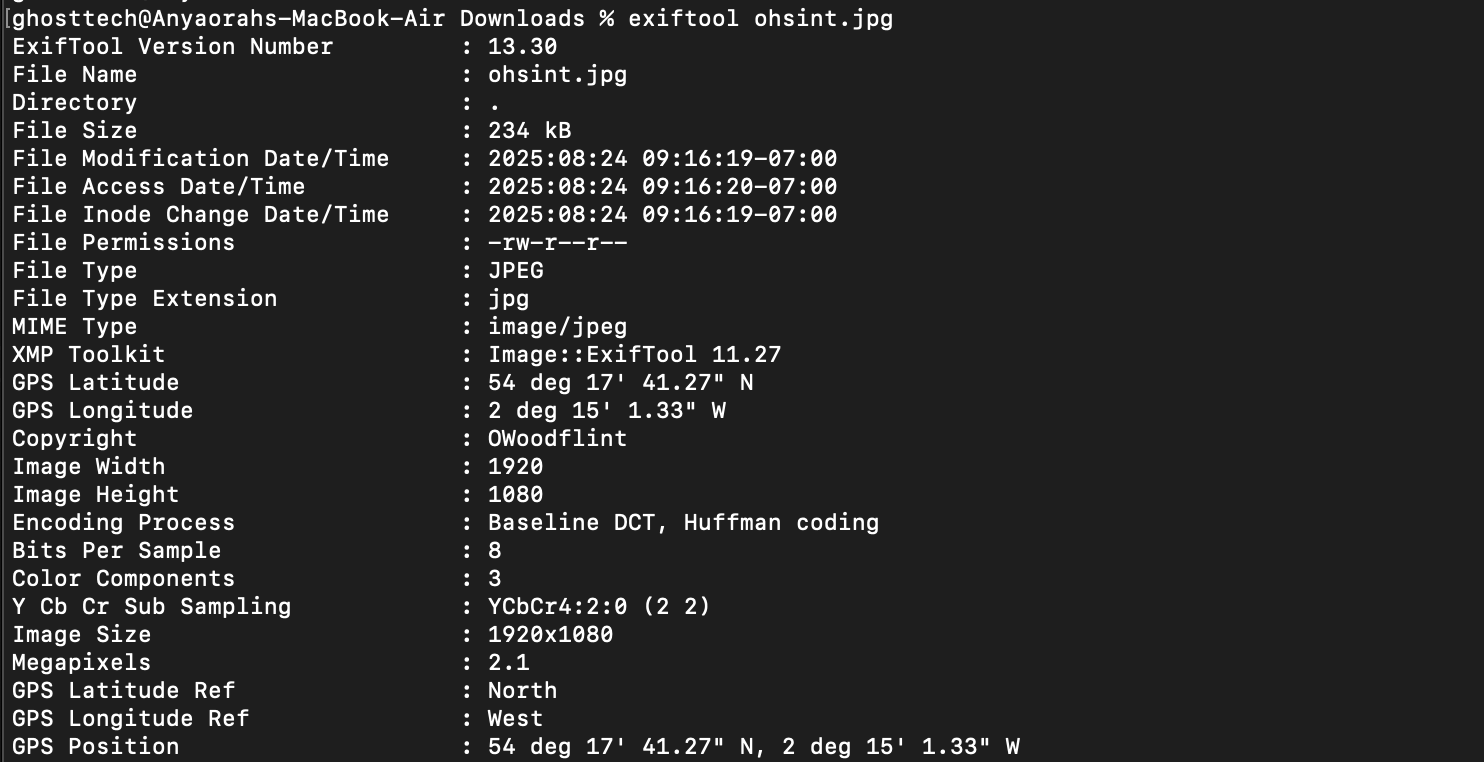 [ghosttech@Anyaorahs-MacBook-Air Downloads % exiftool ohsint.jpg
ExifTool Version Number : 13.30
File Name : ohsint.jpg
Directory : .
File Size : 234 kB
File Modification Date/Time : 2025:08:24 09:16:19-07:00
File Access Date/Time : 2025:08:24 09:16:20-07:00
File Inode Change Date/Time : 2025:08:24 09:16:19-07:00
File Permissions : -rw-r--r--
File Type : JPEG
File Type Extension : jpg
MIME Type : image/jpeg
XMP Toolkit : Image::ExifTool 11.27
GPS Latitude : 54 deg 17' 41.27" N
GPS Longitude : 2 deg 15' 1.33" W
Copyright : OWoodflint
Image Width : 1920
Image Height : 1080
Encoding Process : Baseline DCT, Huffman coding
Bits Per Sample : 8
Color Components : 3
Y Cb Cr Sub Sampling : YCbCr4:2:0 (2 2)
Image Size : 1920x1080
Megapixels : 2.1
GPS Latitude Ref : North
GPS Longitude Ref : West
GPS Position : 54 deg 17' 41.27" N, 2 deg 15' 1.33" W